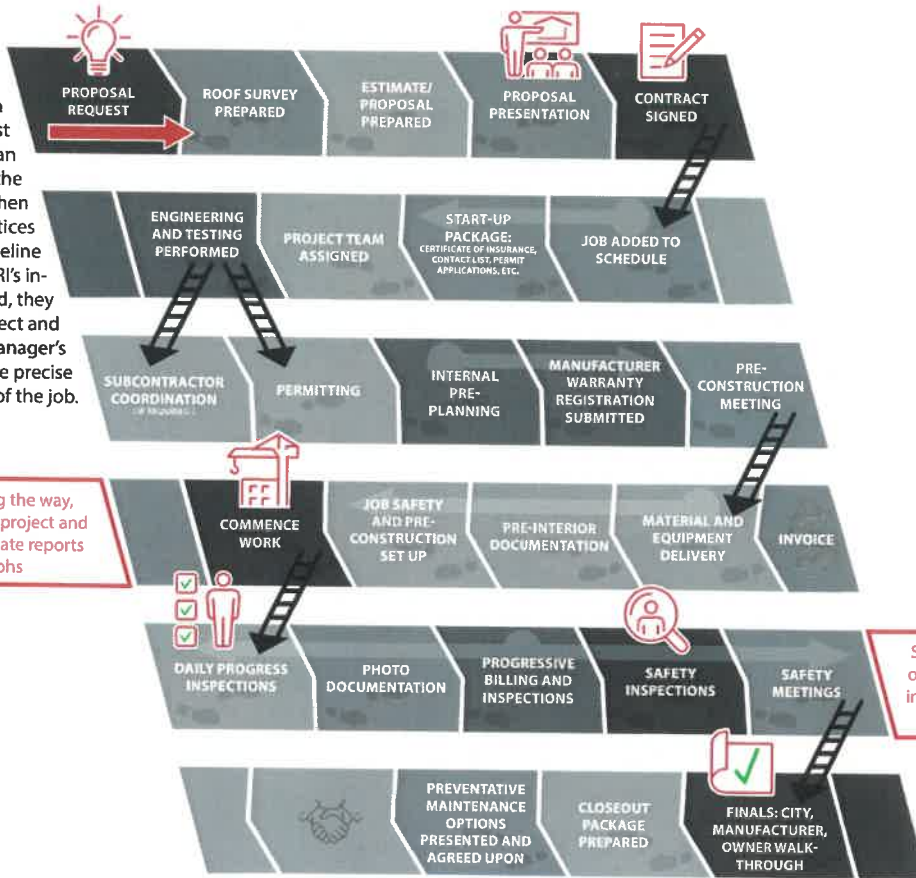 PROPOSAL
REQUEST
ROOF SURVEY
PREPARED
ESTIMATE/
PROPOSAL
PREPARED
PROPOSAL
PRESENTATION
CONTRACT
SIGNED
st
an
the
hen
tices
eline
RI's in-
d, they
ect and
anager's
e precise
of the job.
ENGINEERING
AND TESTING
PERFORMED
PROJECT TEAM
ASSIGNED
START-UP
PACKAGE:
CERTIFICATE OF INSURANCE,
CONTACT LIST, PERMIT
APPLICATIONS, ETC.
JOB ADDED TO
SCHEDULE
SUBCONTRACTOR
COORDINATION
PERMITTING
INTERNAL
PRE-
PLANNING
MANUFACTURER
WARRANTY
REGISTRATION
SUBMITTED
PRE-
CONSTRUCTION
MEETING
g the way,
project and
ate reports
phs
COMMENCE
WORK
JOB SAFETY
AND PRE-
CONSTRUCTION
SET UP
PRE-INTERIOR
DOCUMENTATION
MATERIAL AND
EQUIPMENT
DELIVERY
INVOICE
DAILY PROGRESS
INSPECTIONS
PHOTO
DOCUMENTATION
PROGRESSIVE
BILLING AND
INSPECTIONS
SAFETY
INSPECTIONS
SAFETY
MEETINGS
S
o
in
PREVENTATIVE
MAINTENANCE
OPTIONS
PRESENTED AND
AGREED UPON
CLOSEOUT
PACKAGE
PREPARED
FINALS: CITY,
MANUFACTURER,
OWNER WALK-
THROUGH